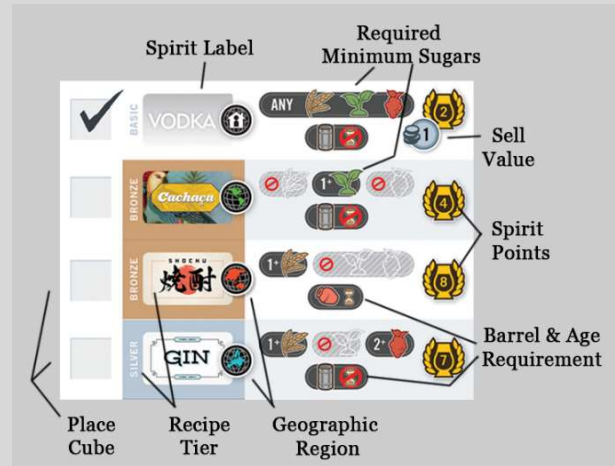 Spirit Label
Required
Minimum Sugars
BASIC
VODKA
ANY
2
1
Sell
Value
BRONZE
Cachaça
1+
4
Spirit
Points
BRONZE
SHOCHU
焼酎
1+
8
SILVER
GIN
1+
2+
7
Barrel & Age
Requirement
Place
Cube
Recipe
Tier
Geographic
Region